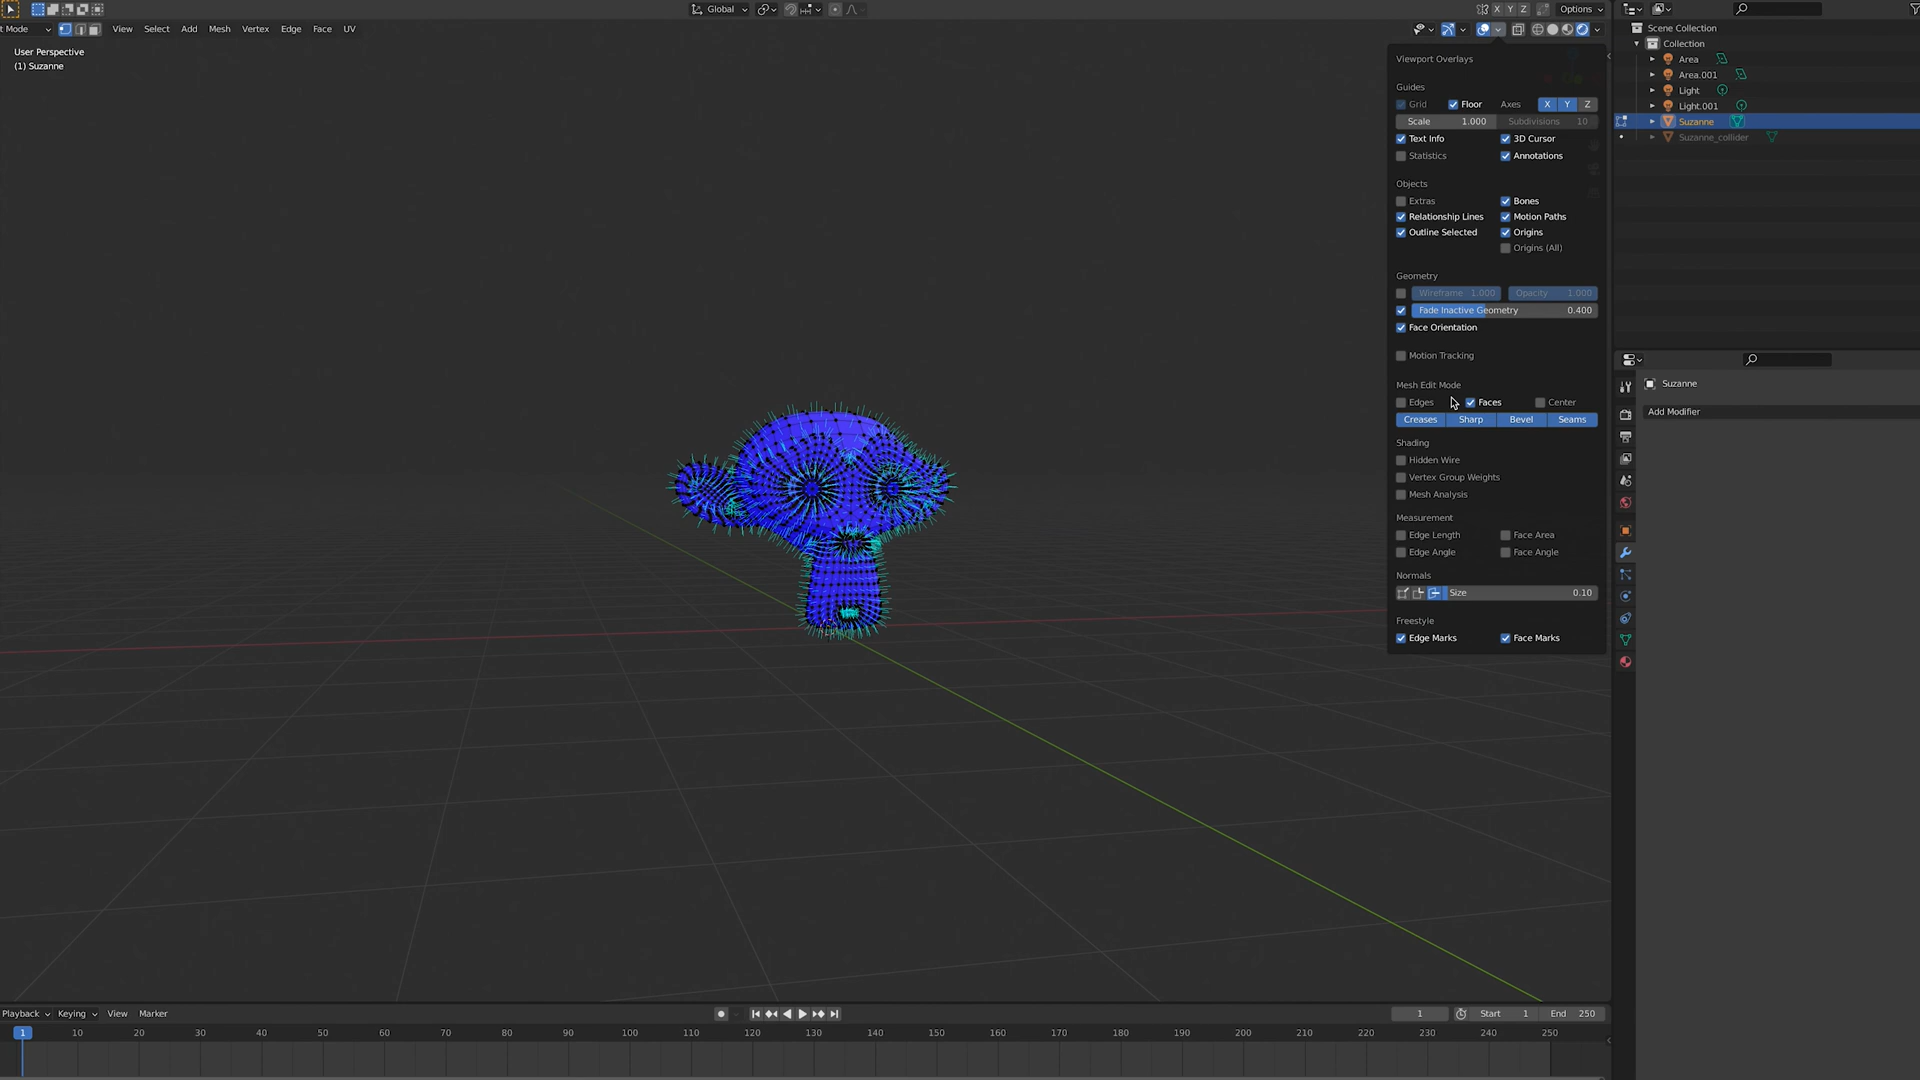 Global
X Y Z
Options
t Mode
View
Select
Add
Mesh
Vertex
Edge
Face
UV
User Perspective
(1) Suzanne
Viewport Overlays
Guides
Grid
Floor
Axes
X
Y
Z
Scale 1.000
Subdivisions 10
Text Info
3D Cursor
Statistics
Annotations
Objects
Extras
Bones
Relationship Lines
Motion Paths
Outline Selected
Origins
Origins (All)
Geometry
Wireframe 1.000
Opacity 1.000
Fade Inactive Geometry 0.400
Face Orientation
Motion Tracking
Mesh Edit Mode
Edges
Faces
Center
Creases
Sharp
Bevel
Seams
Shading
Hidden Wire
Vertex Group Weights
Mesh Analysis
Measurement
Edge Length
Face Area
Edge Angle
Face Angle
Normals
Size 0.10
Freestyle
Edge Marks
Face Marks
Scene Collection
Collection
Area
Area.001
Light
Light.001
Suzanne
Suzanne_collider
Suzanne
Add Modifier
Playback
Keying
View
Marker
1
Start 1
End 250
1 10 20 30 40 50 60 70 80 90 100 110 120 130 140 150 160 170 180 190 200 210 220 230 240 250